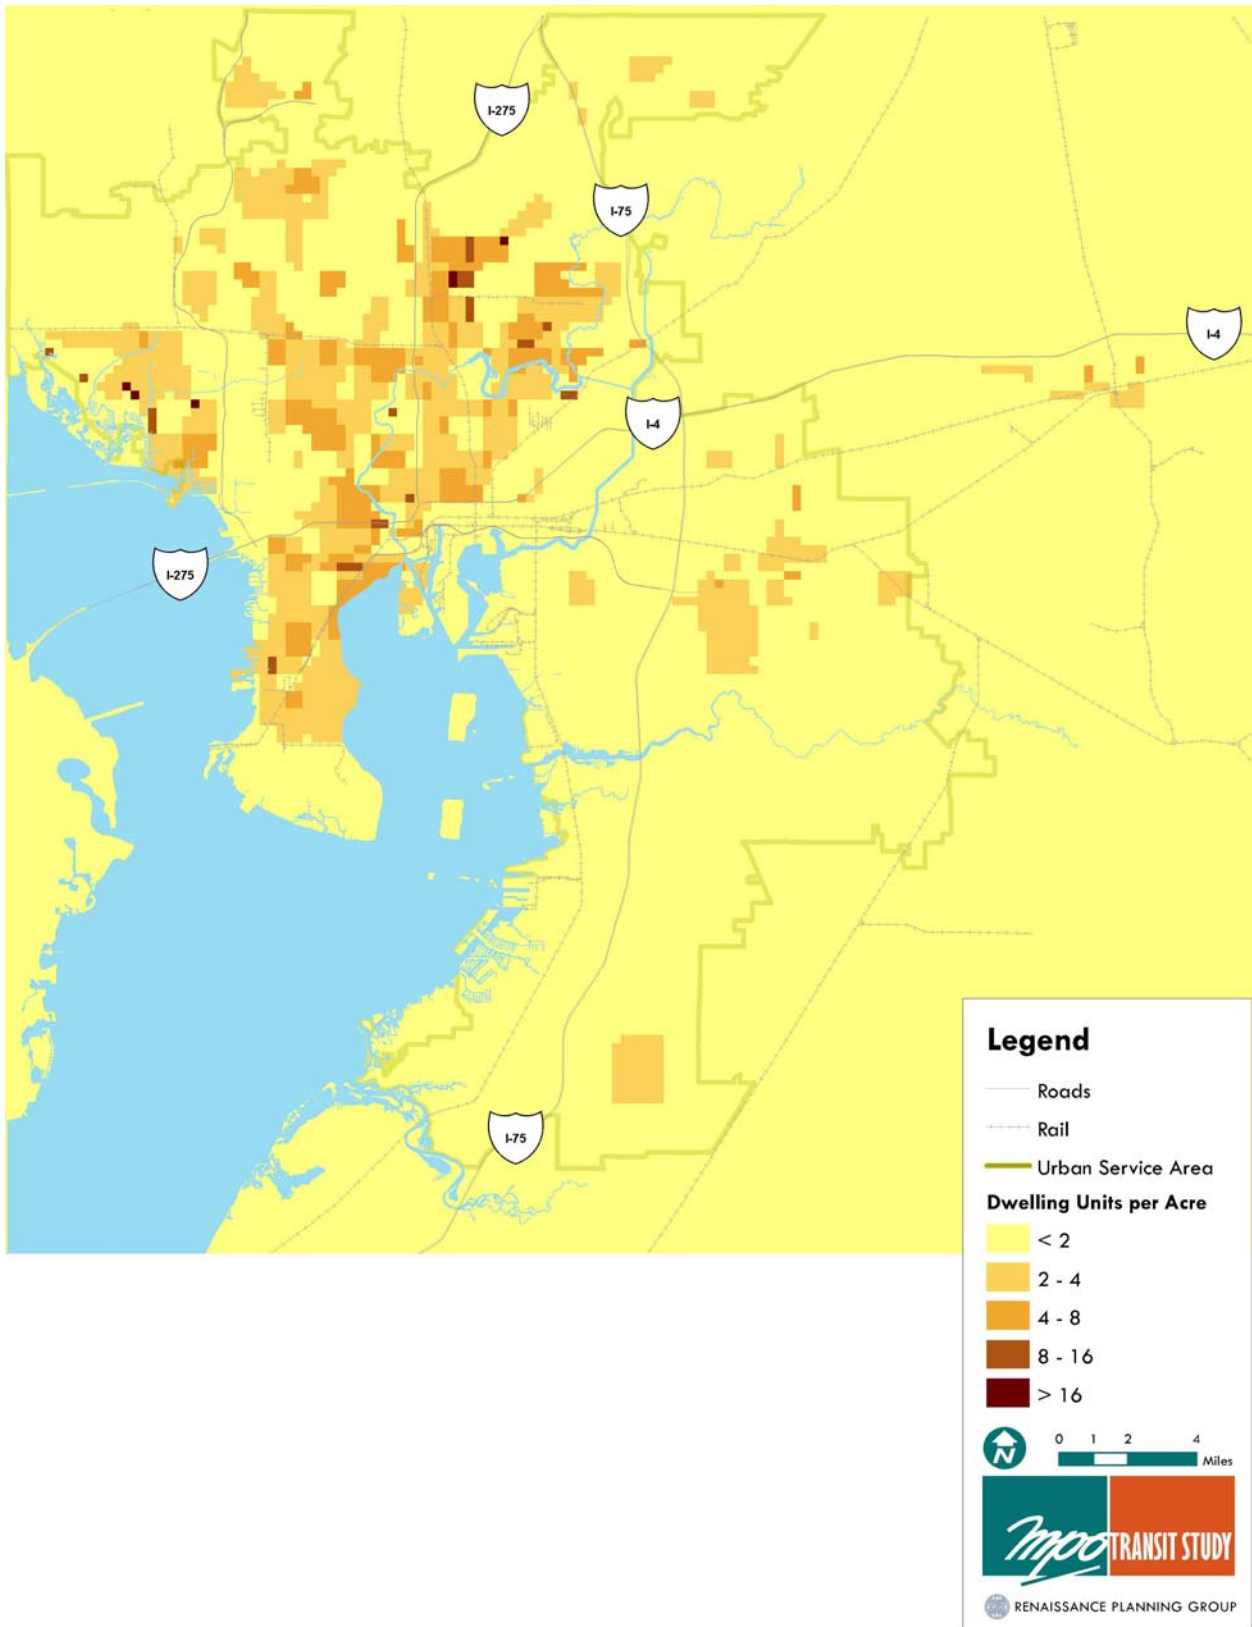 I-275
I-75
I-4
I-4
I-275
I-75
Legend
Roads
Rail
Urban Service Area
Dwelling Units per Acre
< 2
2 - 4
4 - 8
8 - 16
> 16
N
0 1 2 4
Miles
mpo TRANSIT STUDY
RENAISSANCE PLANNING GROUP